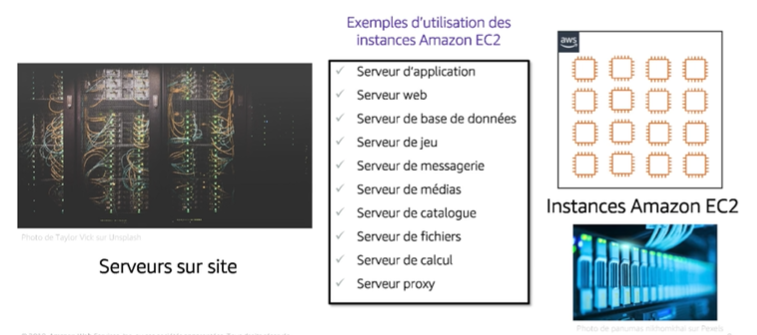 Exemples d'utilisation des
instances Amazon EC2
aws
✓ Serveur d'application
✓ Serveur web
✓ Serveur de base de données
✓ Serveur de jeu
✓ Serveur de messagerie
✓ Serveur de médias
✓ Serveur de catalogue
✓ Serveur de fichiers
✓ Serveur de calcul
✓ Serveur proxy
Photo de Taylor Vick sur Unsplash
Serveurs sur site
Instances Amazon EC2
Photo de panumas nikhomkhai sur Pexels